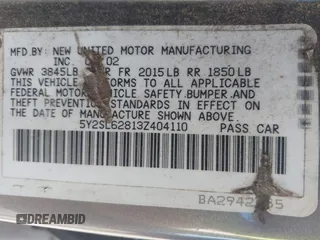 MFD.BY: NEW UNITED MOTOR MANUFACTURING
INC. 02
GVWR 3845LB FR 2015LB RR 1850LB
THIS VEHICLE TO ALL APPLICABLE
FEDERAL MOTOR VEHICLE SAFETY, BUMPER, AND
THEFT PREVENTION STANDARDS IN EFFECT ON
THE DATE OF MANUFACTURE SHOWN ABOVE.
5Y2SL62813Z404110 PASS CAR
DREAMBID